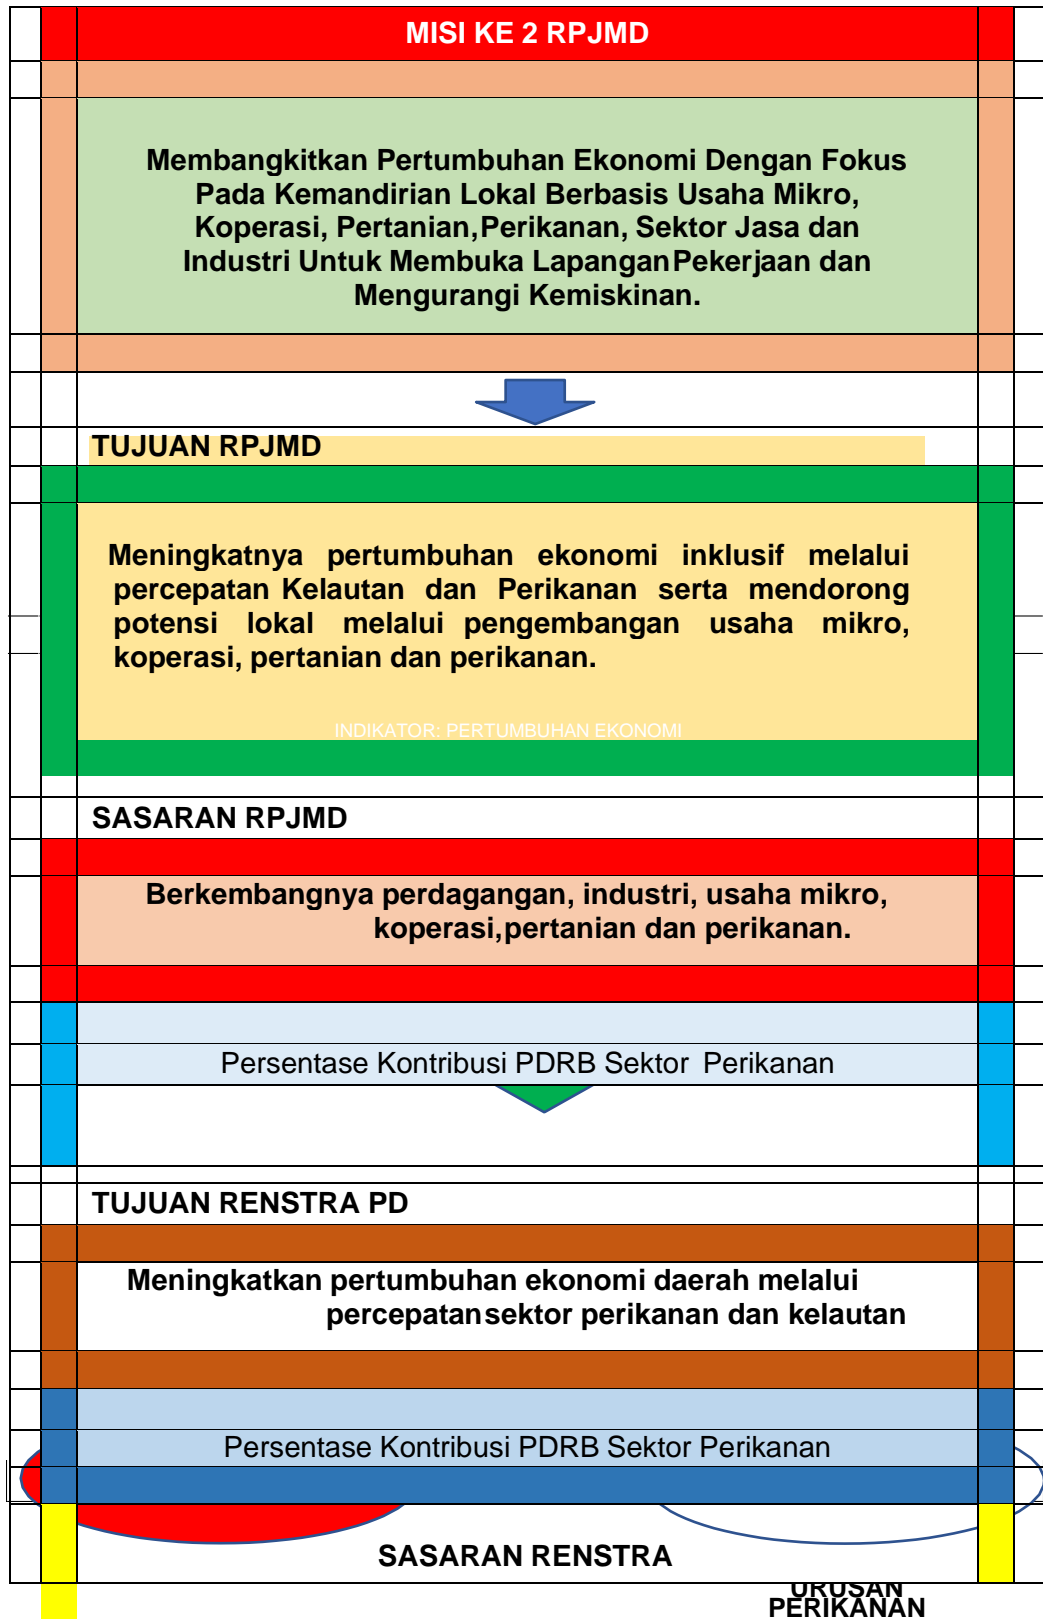 MISI KE 2 RPJMD
Membangkitkan Pertumbuhan Ekonomi Dengan Fokus
Pada Kemandirian Lokal Berbasis Usaha Mikro,
Koperasi, Pertanian,Perikanan, Sektor Jasa dan
Industri Untuk Membuka Lapangan Pekerjaan dan
Mengurangi Kemiskinan.
TUJUAN RPJMD
Meningkatnya pertumbuhan ekonomi inklusif melalui
percepatan Kelautan dan Perikanan serta mendorong
potensi lokal melalui pengembangan usaha mikro,
koperasi, pertanian dan perikanan.
INDIKATOR: PERTUMBUHAN EKONOMI
SASARAN RPJMD
Berkembangnya perdagangan, industri, usaha mikro,
koperasi,pertanian dan perikanan.
Persentase Kontribusi PDRB Sektor Perikanan
TUJUAN RENSTRA PD
Meningkatkan pertumbuhan ekonomi daerah melalui
percepatan sektor perikanan dan kelautan
Persentase Kontribusi PDRB Sektor Perikanan
SASARAN RENSTRA
URUSAN
PERIKANAN